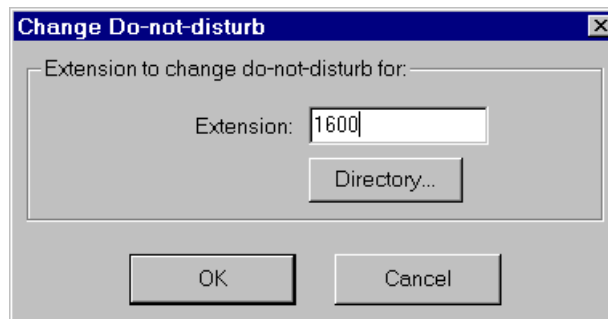 Change Do-not-disturb
Extension to change do-not-disturb for:
Extension: 1600
Directory...
OK Cancel